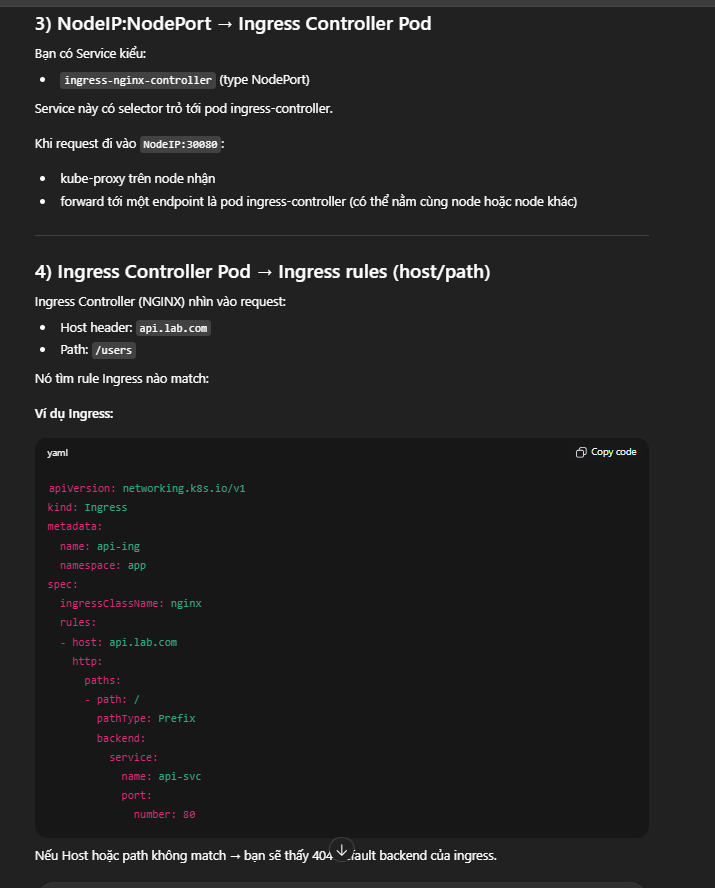 3) NodeIP:NodePort → Ingress Controller Pod
Bạn có Service kiểu:
• ingress-nginx-controller (type NodePort)
Service này có selector trỏ tới pod ingress-controller.
Khi request đi vào NodeIP:30080:
• kube-proxy trên node nhận
• forward tới một endpoint là pod ingress-controller (có thể nằm cùng node hoặc node khác)
4) Ingress Controller Pod → Ingress rules (host/path)
Ingress Controller (NGINX) nhìn vào request:
• Host header: api.lab.com
• Path: /users
Nó tìm rule Ingress nào match:
Ví dụ Ingress:
yaml
Copy code
apiVersion: networking.k8s.io/v1
kind: Ingress
metadata:
  name: api-ing
  namespace: app
spec:
  ingressClassName: nginx
  rules:
  - host: api.lab.com
    http:
      paths:
      - path: /
        pathType: Prefix
        backend:
          service:
            name: api-svc
            port:
              number: 80
Nếu Host hoặc path không match → bạn sẽ thấy 404 fault backend của ingress.